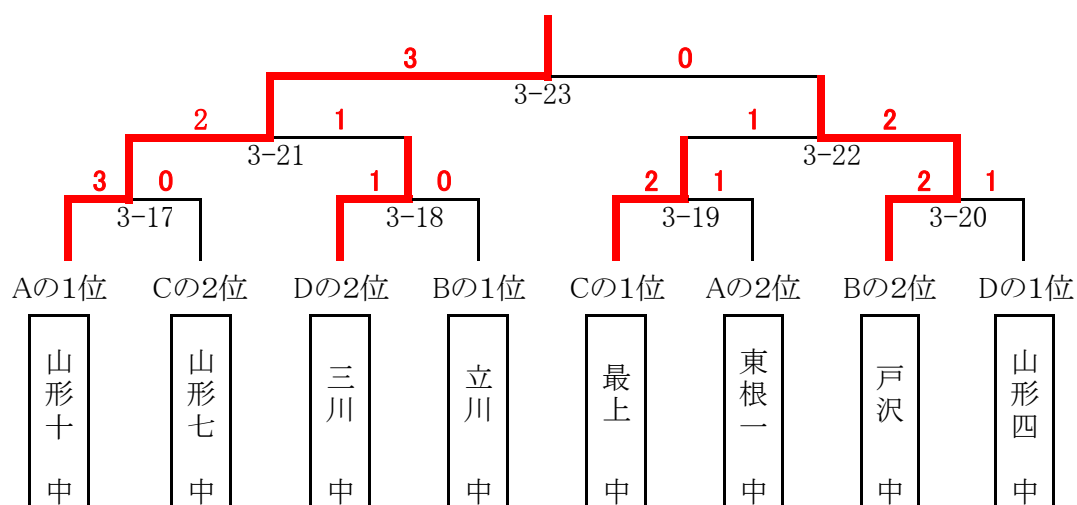 3 0
3-23
2 1 1 2
3-21 3-22
3 0 1 0 2 1 2 1
3-17 3-18 3-19 3-20
Aの1位 Cの2位 Dの2位 Bの1位 Cの1位 Aの2位 Bの2位 Dの1位
山形十中
山形七中
三川中
立川中
最上中
東根一中
戸沢中
山形四中